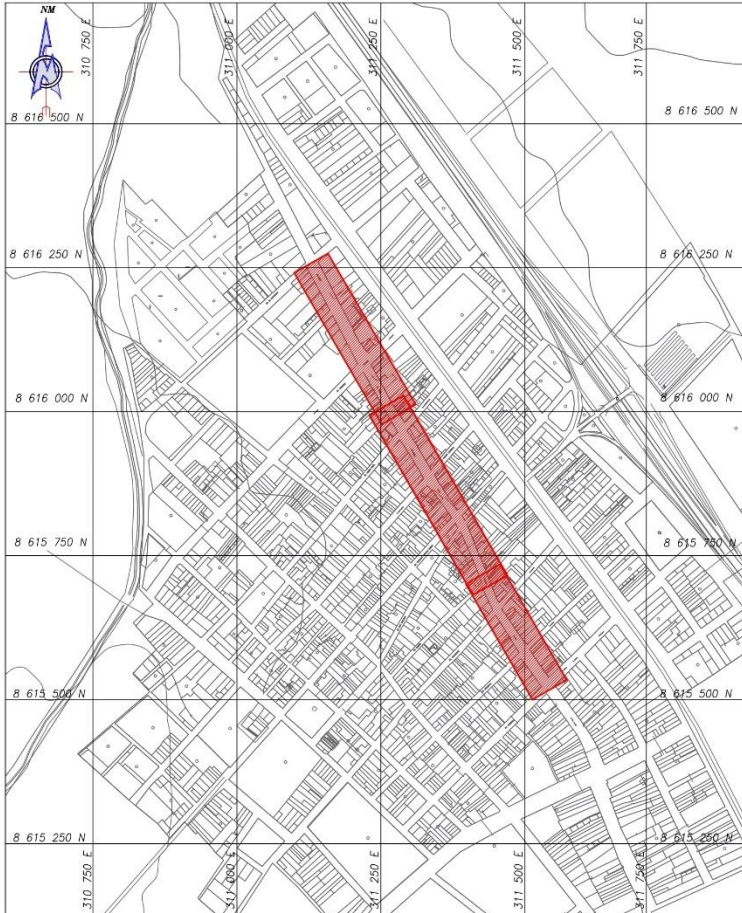 NM
310 750 E
311 000 E
311 250 E
311 500 E
311 750 E
8 616 500 N
8 616 500 N
8 616 250 N
8 616 250 N
8 616 000 N
8 616 000 N
8 615 750 N
8 615 750 N
8 615 500 N
8 615 500 N
8 615 250 N
8 615 250 N
310 750 E
311 000 E
311 250 E
311 500 E
311 750 E